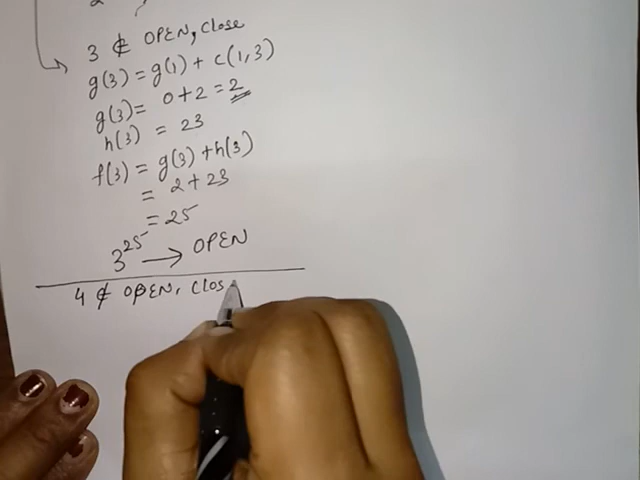 3 ∉ OPEN, Close
g(3) = g(1) + c(1,3)
g(3) = 0+2 = 2
h(3) = 23
f(3) = g(3) + h(3)
= 2 + 23
= 25
3²⁵ → OPEN
4 ∉ OPEN, Clos